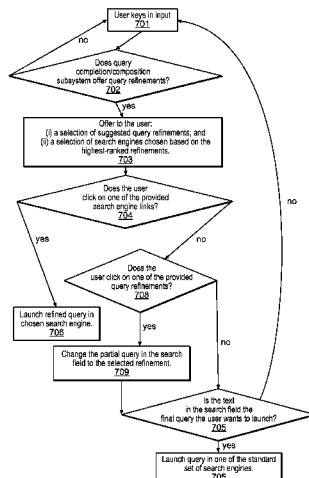 User keys in input
701
no
Does query
completion/composition
subsystem offer query refinements?
702
yes
Offer to the user:
(i) a selection of suggested query refinements; and
(ii) a selection of search engines chosen based on the
highest-ranked refinements.
703
no
Does the user
click on one of the provided
search engine links?
704
yes
no
Does the
user click on one of the provided
query refinements?
708
Launch refined query in
chosen search engine.
706
yes
no
Change the partial query in the search
field to the selected refinement.
709
Is the text
in the search field the
final query the user wants to launch?
705
yes
Launch query in one of the standard
set of search engines.
705